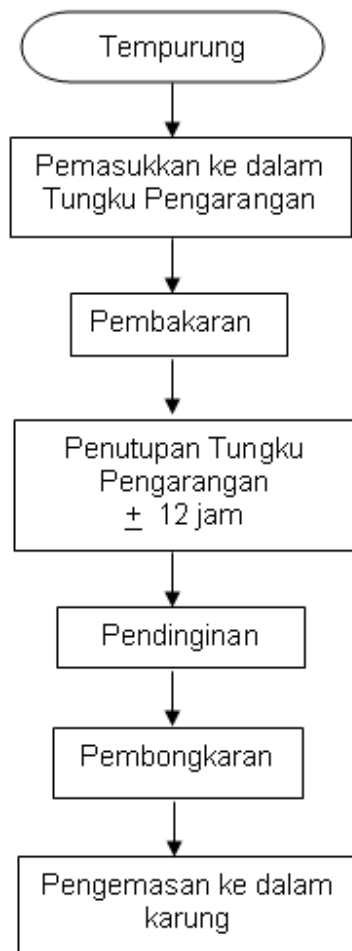 Tempurung
Pemasukkan ke dalam
Tungku Pengarangan
Pembakaran
Penutupan Tungku
Pengarangan
± 12 jam
Pendinginan
Pembongkaran
Pengemasan ke dalam
karung